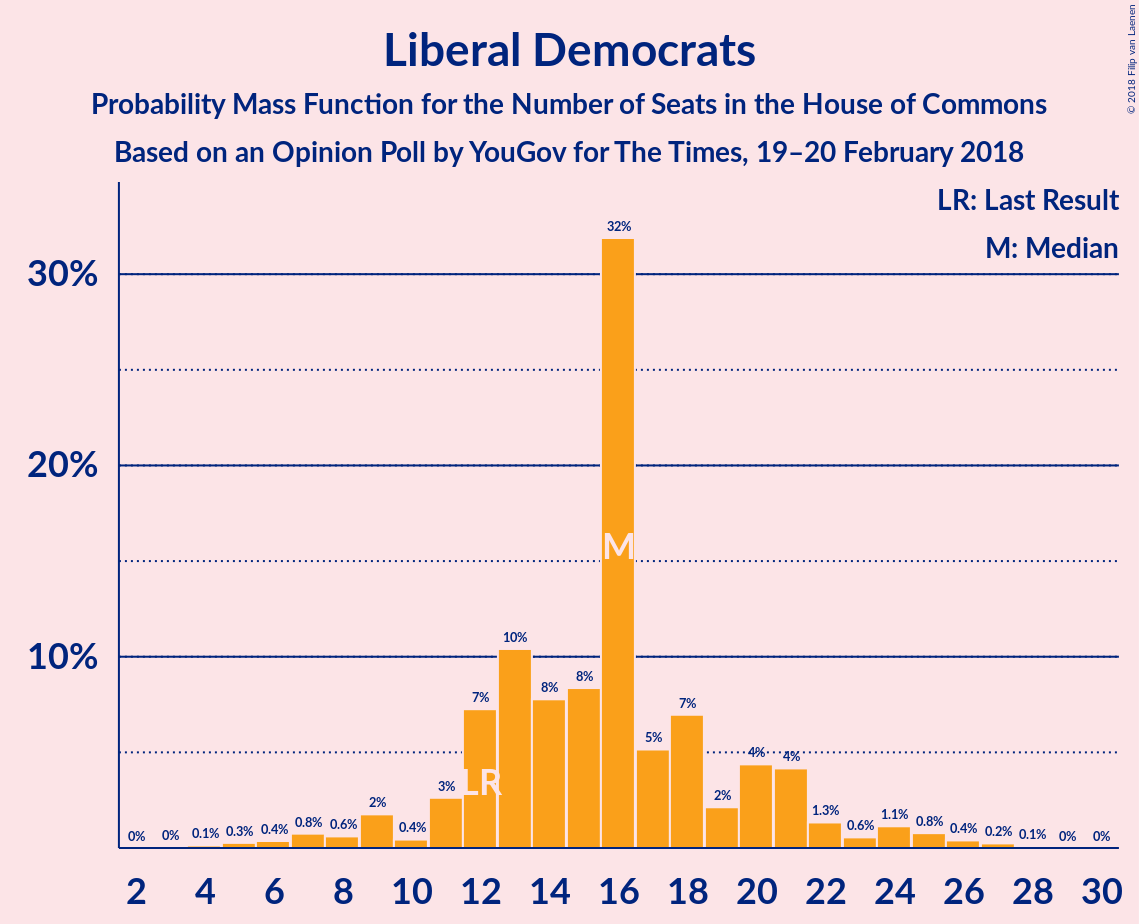 © 2018 Filip van Laenen
Liberal Democrats
Probability Mass Function for the Number of Seats in the House of Commons
Based on an Opinion Poll by YouGov for The Times, 19–20 February 2018
LR: Last Result
M: Median
30%
20%
10%
0% 0% 0.1% 0.3% 0.4% 0.8% 0.6% 2% 0.4% 3% 7% 10% 8% 8% 32% 5% 7% 2% 4% 4% 1.3% 0.6% 1.1% 0.8% 0.4% 0.2% 0.1% 0% 0%
M
LR
2 4 6 8 10 12 14 16 18 20 22 24 26 28 30